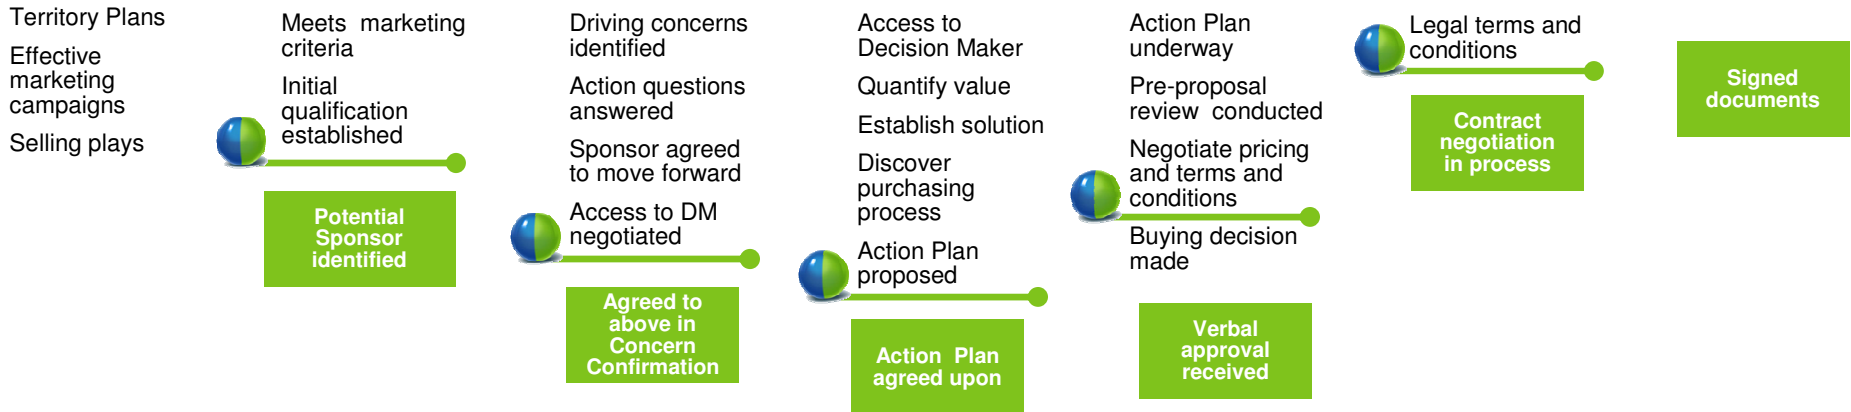 Territory Plans
Effective
marketing
campaigns
Selling plays
Meets marketing
criteria
Initial
qualification
established
Potential
Sponsor
identified
Driving concerns
identified
Action questions
answered
Sponsor agreed
to move forward
Access to DM
negotiated
Agreed to
above in
Concern
Confirmation
Access to
Decision Maker
Quantify value
Establish solution
Discover
purchasing
process
Action Plan
proposed
Action Plan
agreed upon
Action Plan
underway
Pre-proposal
review conducted
Negotiate pricing
and terms and
conditions
Buying decision
made
Verbal
approval
received
Legal terms and
conditions
Contract
negotiation
in process
Signed
documents